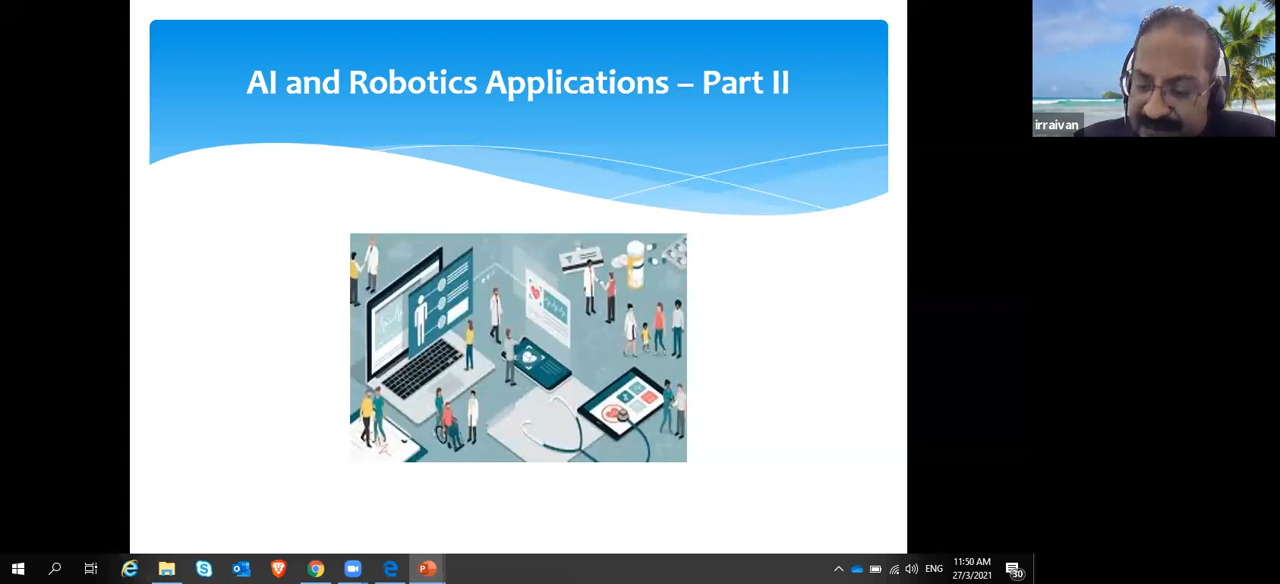 AI and Robotics Applications – Part II
irraivan
ENG
11:50 AM
27/3/2021
30